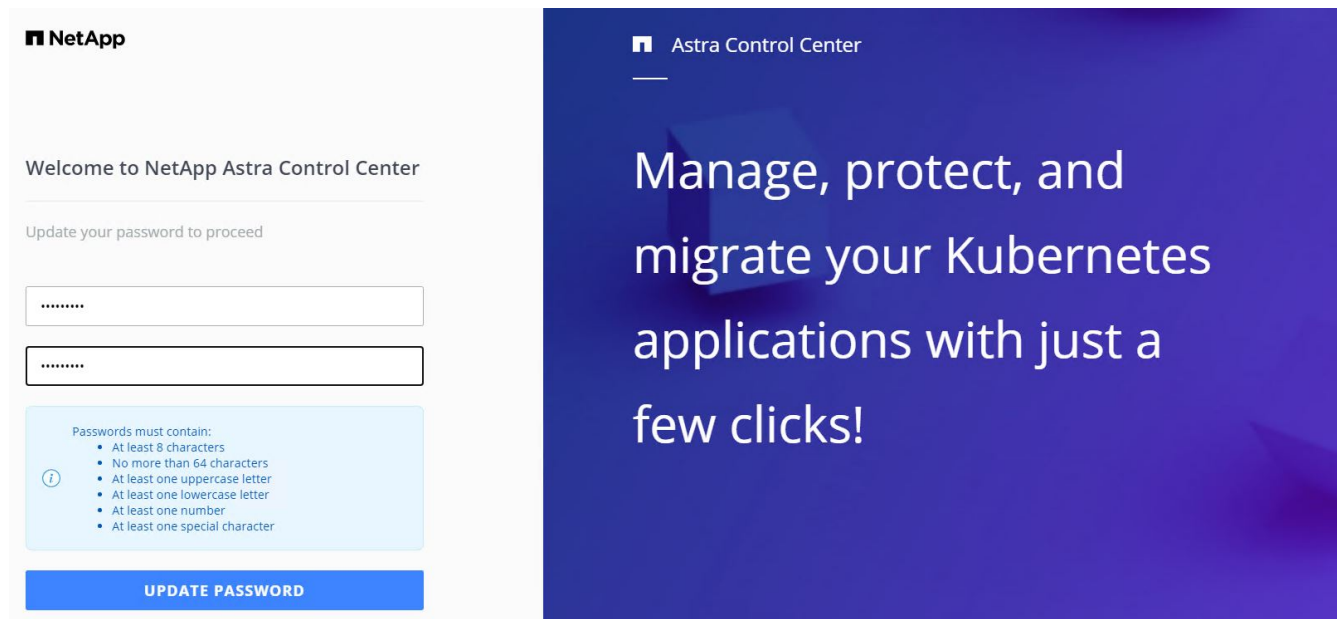 NetApp
Welcome to NetApp Astra Control Center
Update your password to proceed
•••••••••
•••••••••
Passwords must contain:
• At least 8 characters
• No more than 64 characters
• At least one uppercase letter
• At least one lowercase letter
• At least one number
• At least one special character
UPDATE PASSWORD
Astra Control Center
Manage, protect, and
migrate your Kubernetes
applications with just a
few clicks!